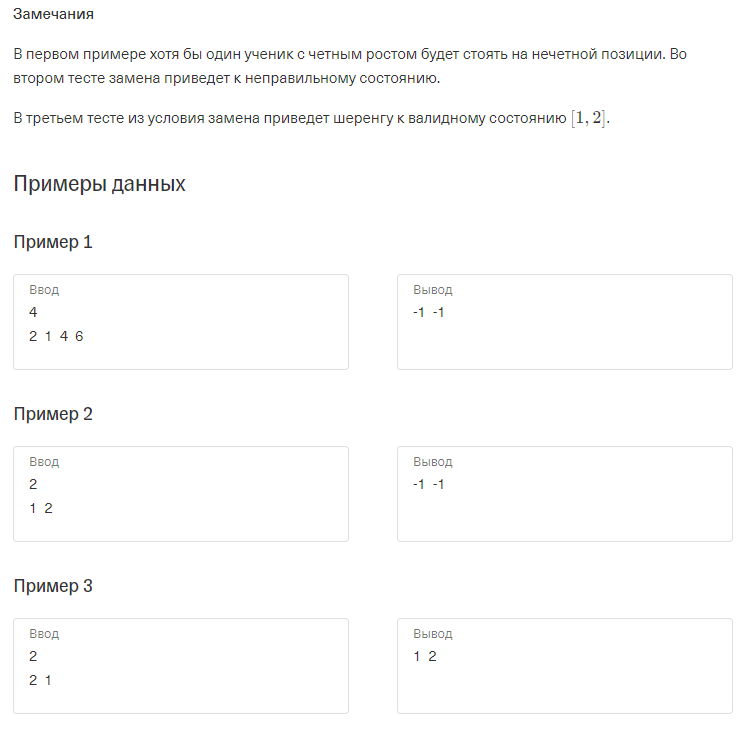 Замечания
В первом примере хотя бы один ученик с четным ростом будет стоять на нечетной позиции. Во
втором тесте замена приведет к неправильному состоянию.
В третьем тесте из условия замена приведет шеренгу к валидному состоянию [1, 2].
Примеры данных
Пример 1
Ввод
4
2 1 4 6
Вывод
-1 -1
Пример 2
Ввод
2
1 2
Вывод
-1 -1
Пример 3
Ввод
2
2 1
Вывод
1 2